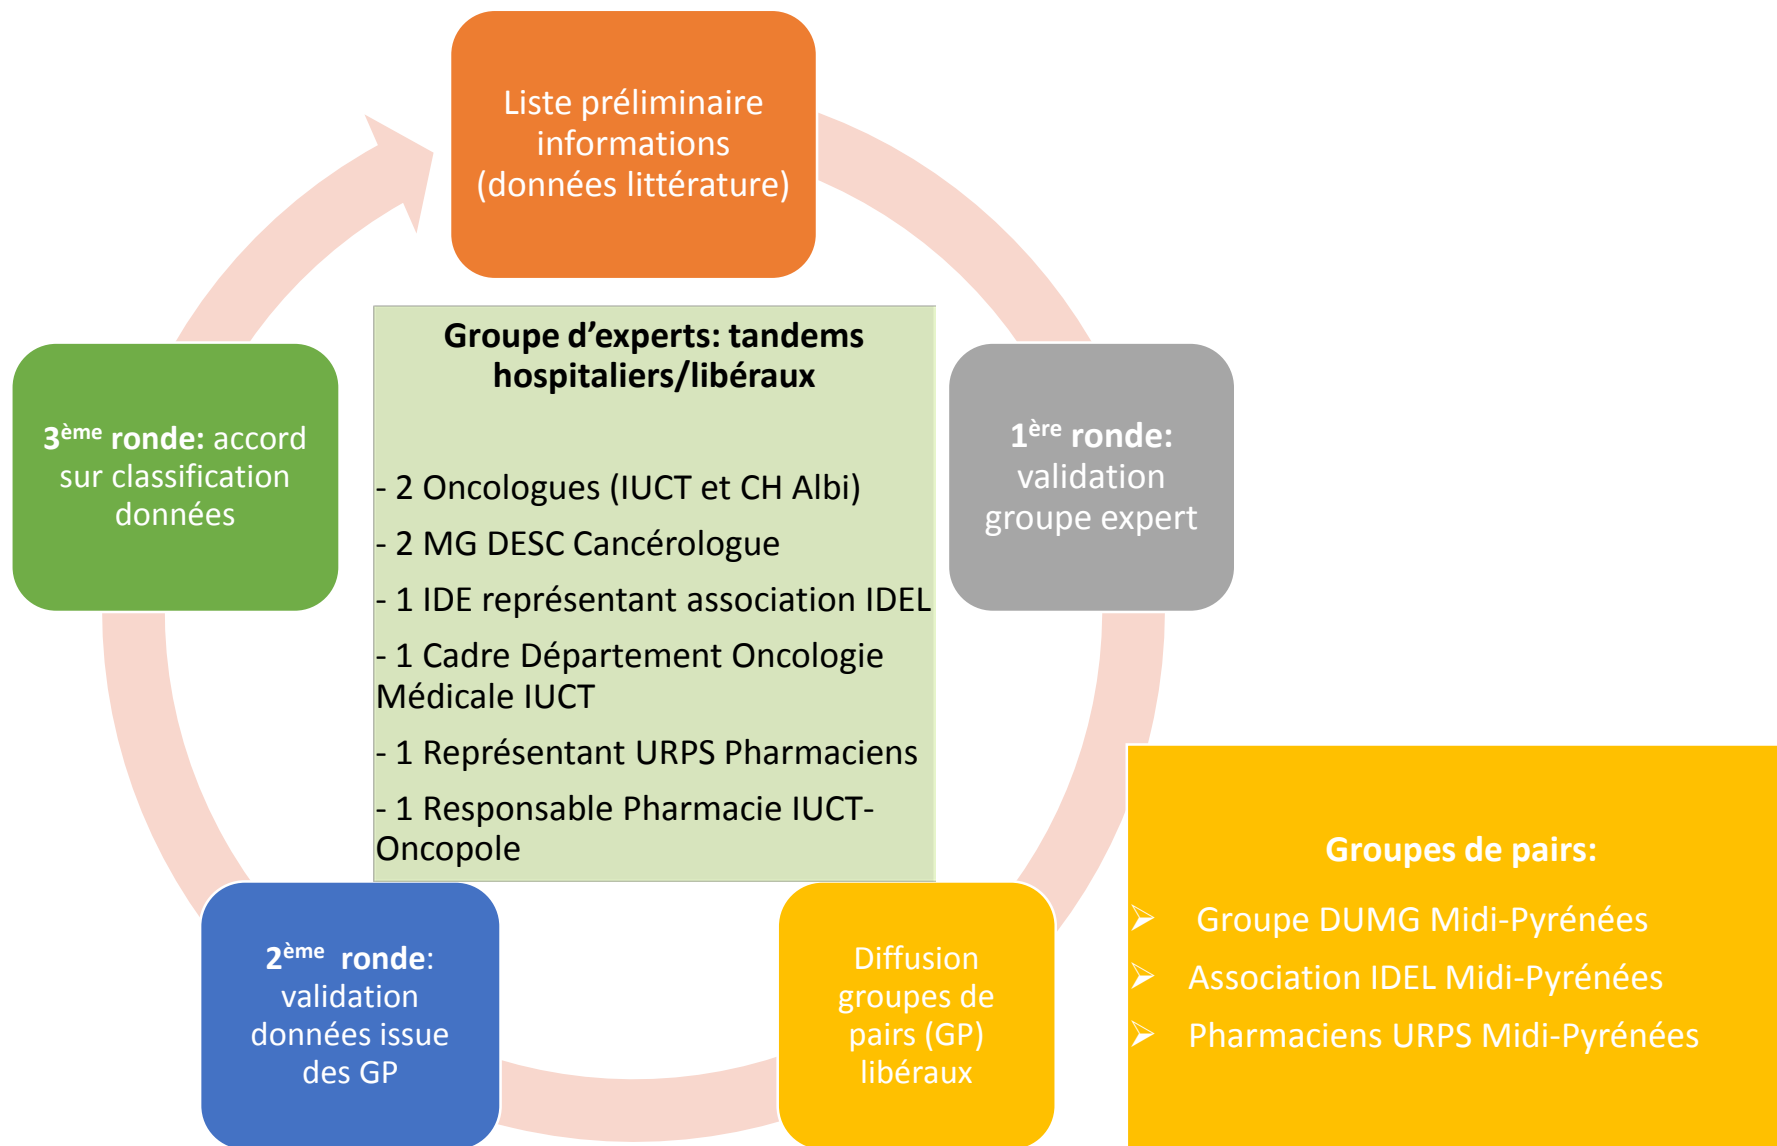 Liste préliminaire
informations
(données littérature)
Groupe d’experts: tandems
hospitaliers/libéraux
- 2 Oncologues (IUCT et CH Albi)
- 2 MG DESC Cancérologue
- 1 IDE représentant association IDEL
- 1 Cadre Département Oncologie
Médicale IUCT
- 1 Représentant URPS Pharmaciens
- 1 Responsable Pharmacie IUCT-
Oncopole
1ère ronde:
validation
groupe expert
Diffusion
groupes de
pairs (GP)
libéraux
Groupes de pairs:
➢ Groupe DUMG Midi-Pyrénées
➢ Association IDEL Midi-Pyrénées
➢ Pharmaciens URPS Midi-Pyrénées
2ème ronde:
validation
données issue
des GP
3ème ronde: accord
sur classification
données